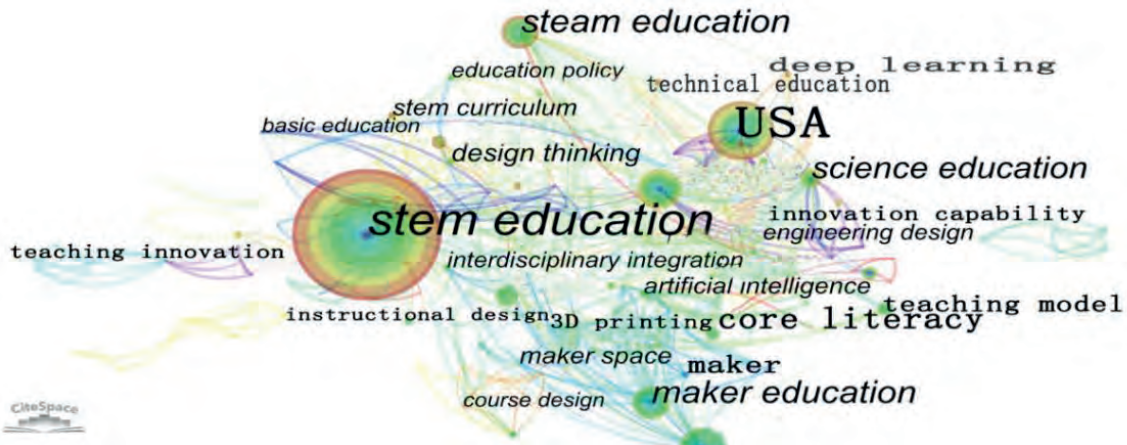 steam education
deep learning
education policy
technical education
stem curriculum
USA
basic education
design thinking
science education
stem education
innovation capability
engineering design
teaching innovation
interdisciplinary integration
artificial intelligence
teaching model
instructional design
3D printing
core literacy
maker space
maker
maker education
course design
CiteSpace